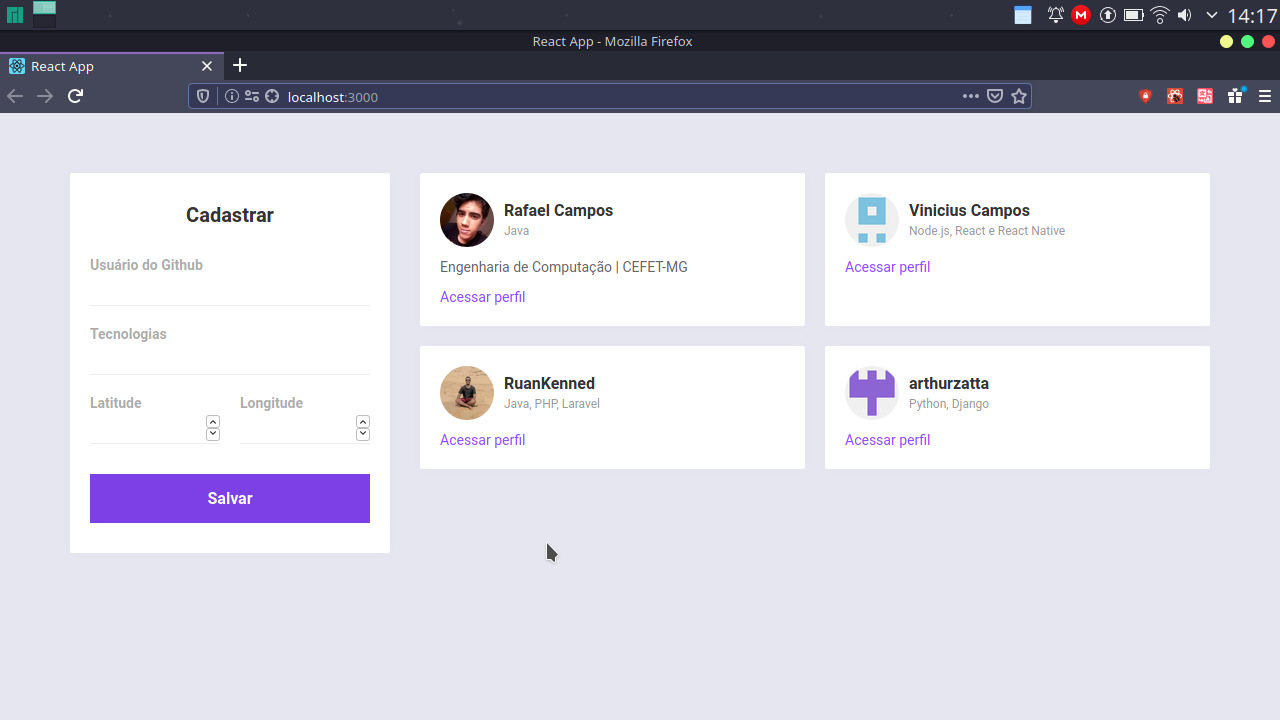 14:17
React App - Mozilla Firefox
React App
localhost:3000
Cadastrar
Usuário do Github
Tecnologias
Latitude Longitude
Salvar
Rafael Campos
Java
Engenharia de Computação | CEFET-MG
Acessar perfil
Vinicius Campos
Node.js, React e React Native
Acessar perfil
RuanKenned
Java, PHP, Laravel
Acessar perfil
arthurzatta
Python, Django
Acessar perfil